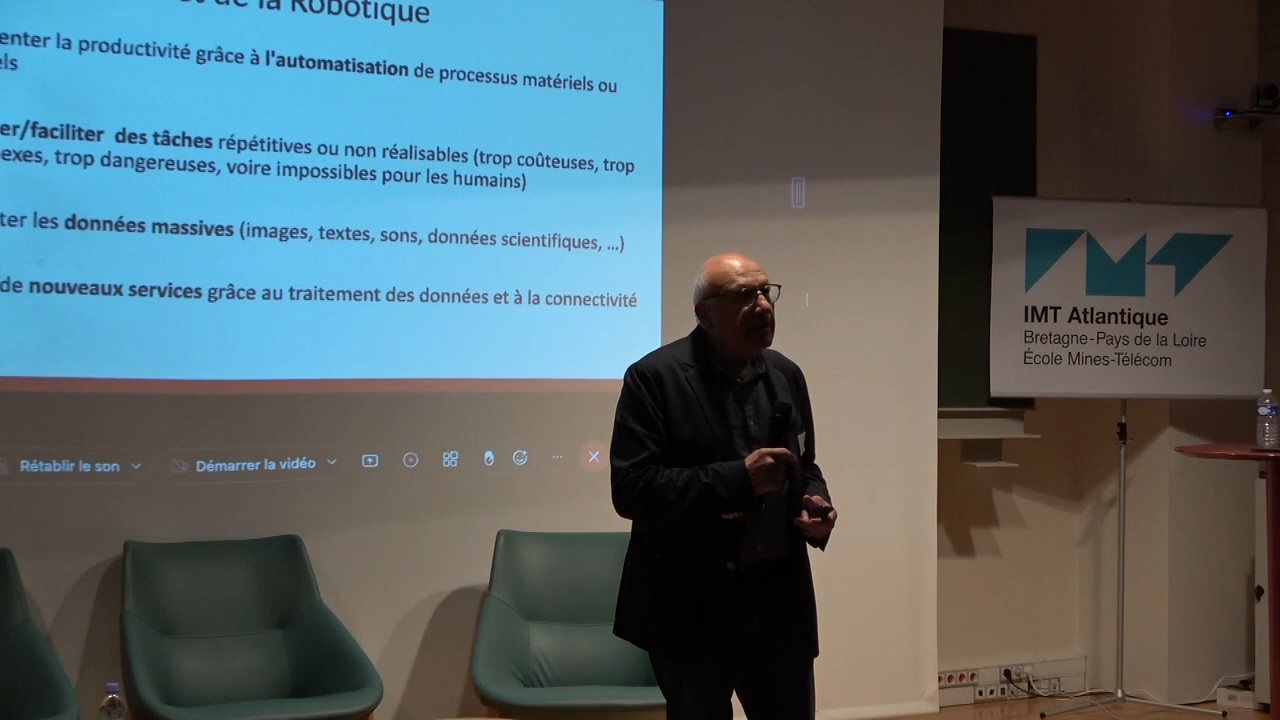 de la Robotique
enter la productivité grâce à l'automatisation de processus matériels ou
els
er/faciliter des tâches répétitives ou non réalisables (trop coûteuses, trop
exes, trop dangereuses, voire impossibles pour les humains)
ter les données massives (images, textes, sons, données scientifiques, ...)
de nouveaux services grâce au traitement des données et à la connectivité
Rétablir le son
Démarrer la vidéo
IMT
IMT Atlantique
Bretagne-Pays de la Loire
École Mines-Télécom